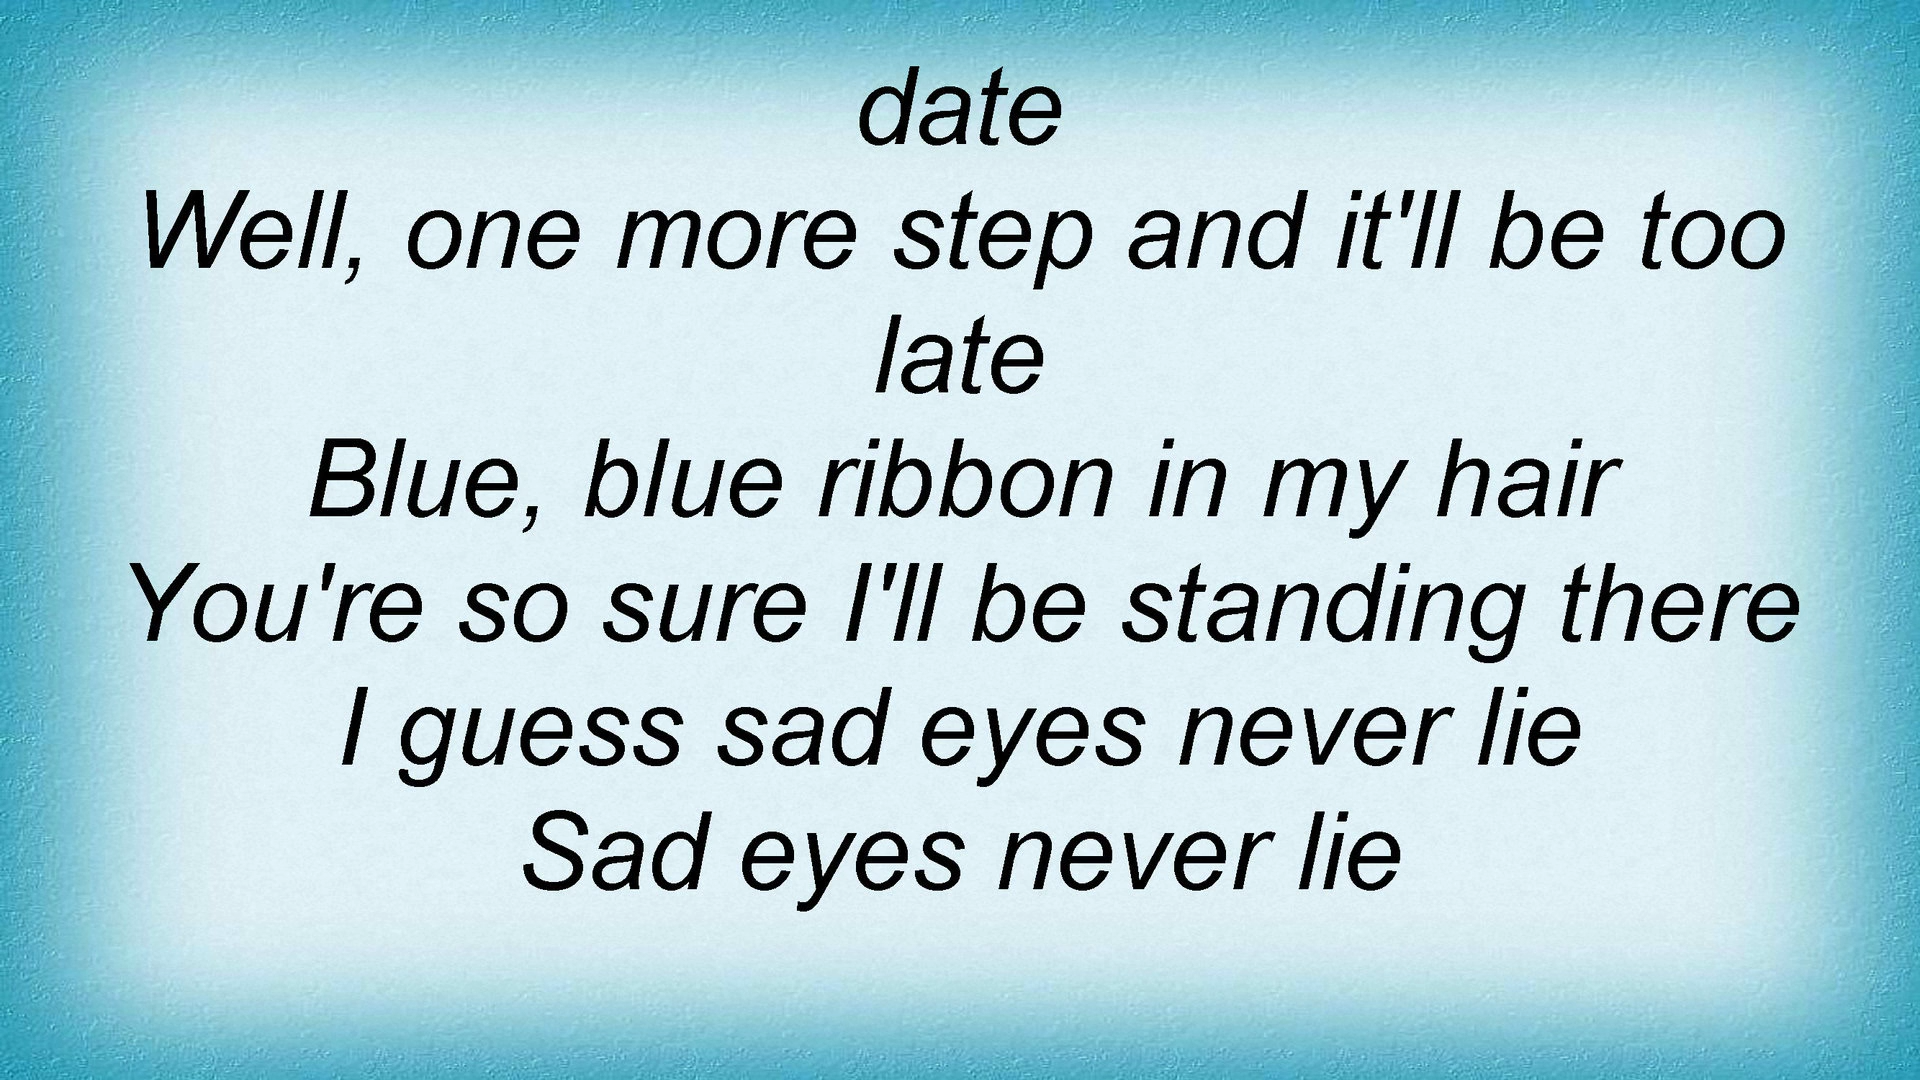 date
Well, one more step and it'll be too
late
Blue, blue ribbon in my hair
You're so sure I'll be standing there
I guess sad eyes never lie
Sad eyes never lie